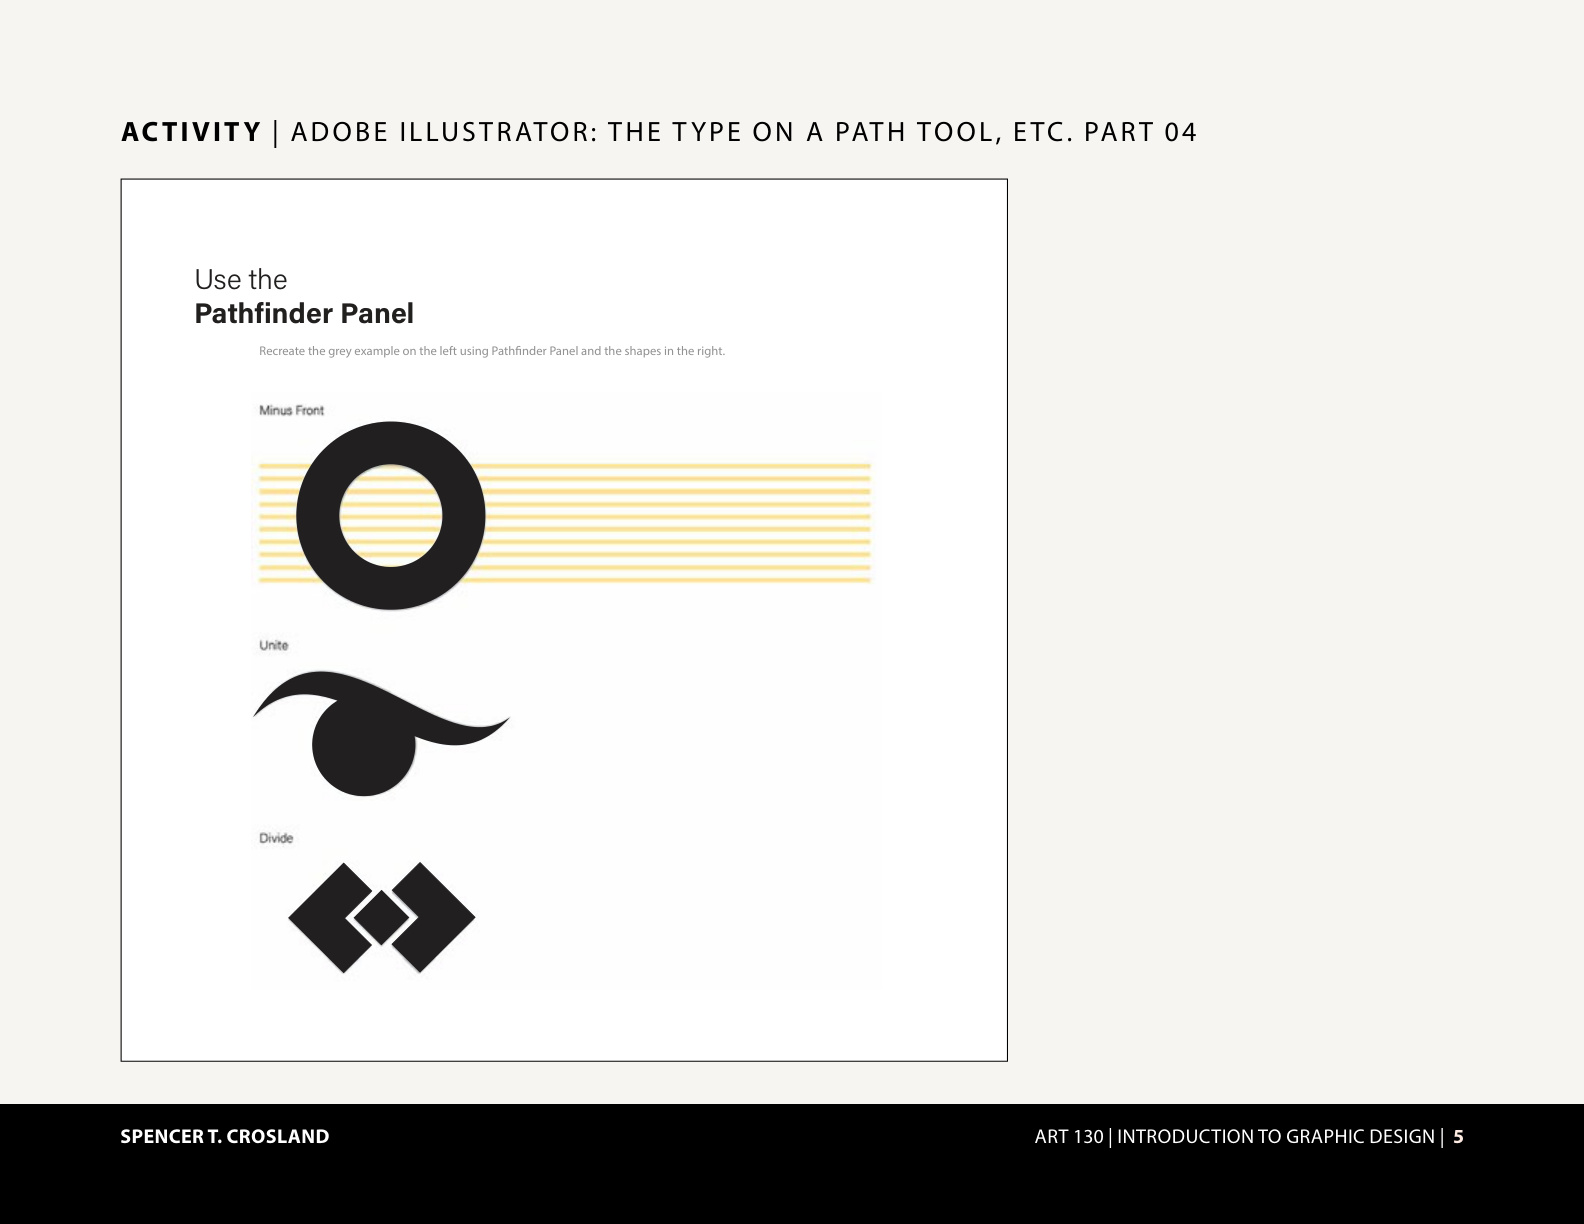 ACTIVITY | ADOBE ILLUSTRATOR: THE TYPE ON A PATH TOOL, ETC. PART 04
Use the
Pathfinder Panel
Recreate the grey example on the left using Pathfinder Panel and the shapes in the right.
Minus Front
Unite
Divide
SPENCER T. CROSLAND
ART 130 | INTRODUCTION TO GRAPHIC DESIGN | 5